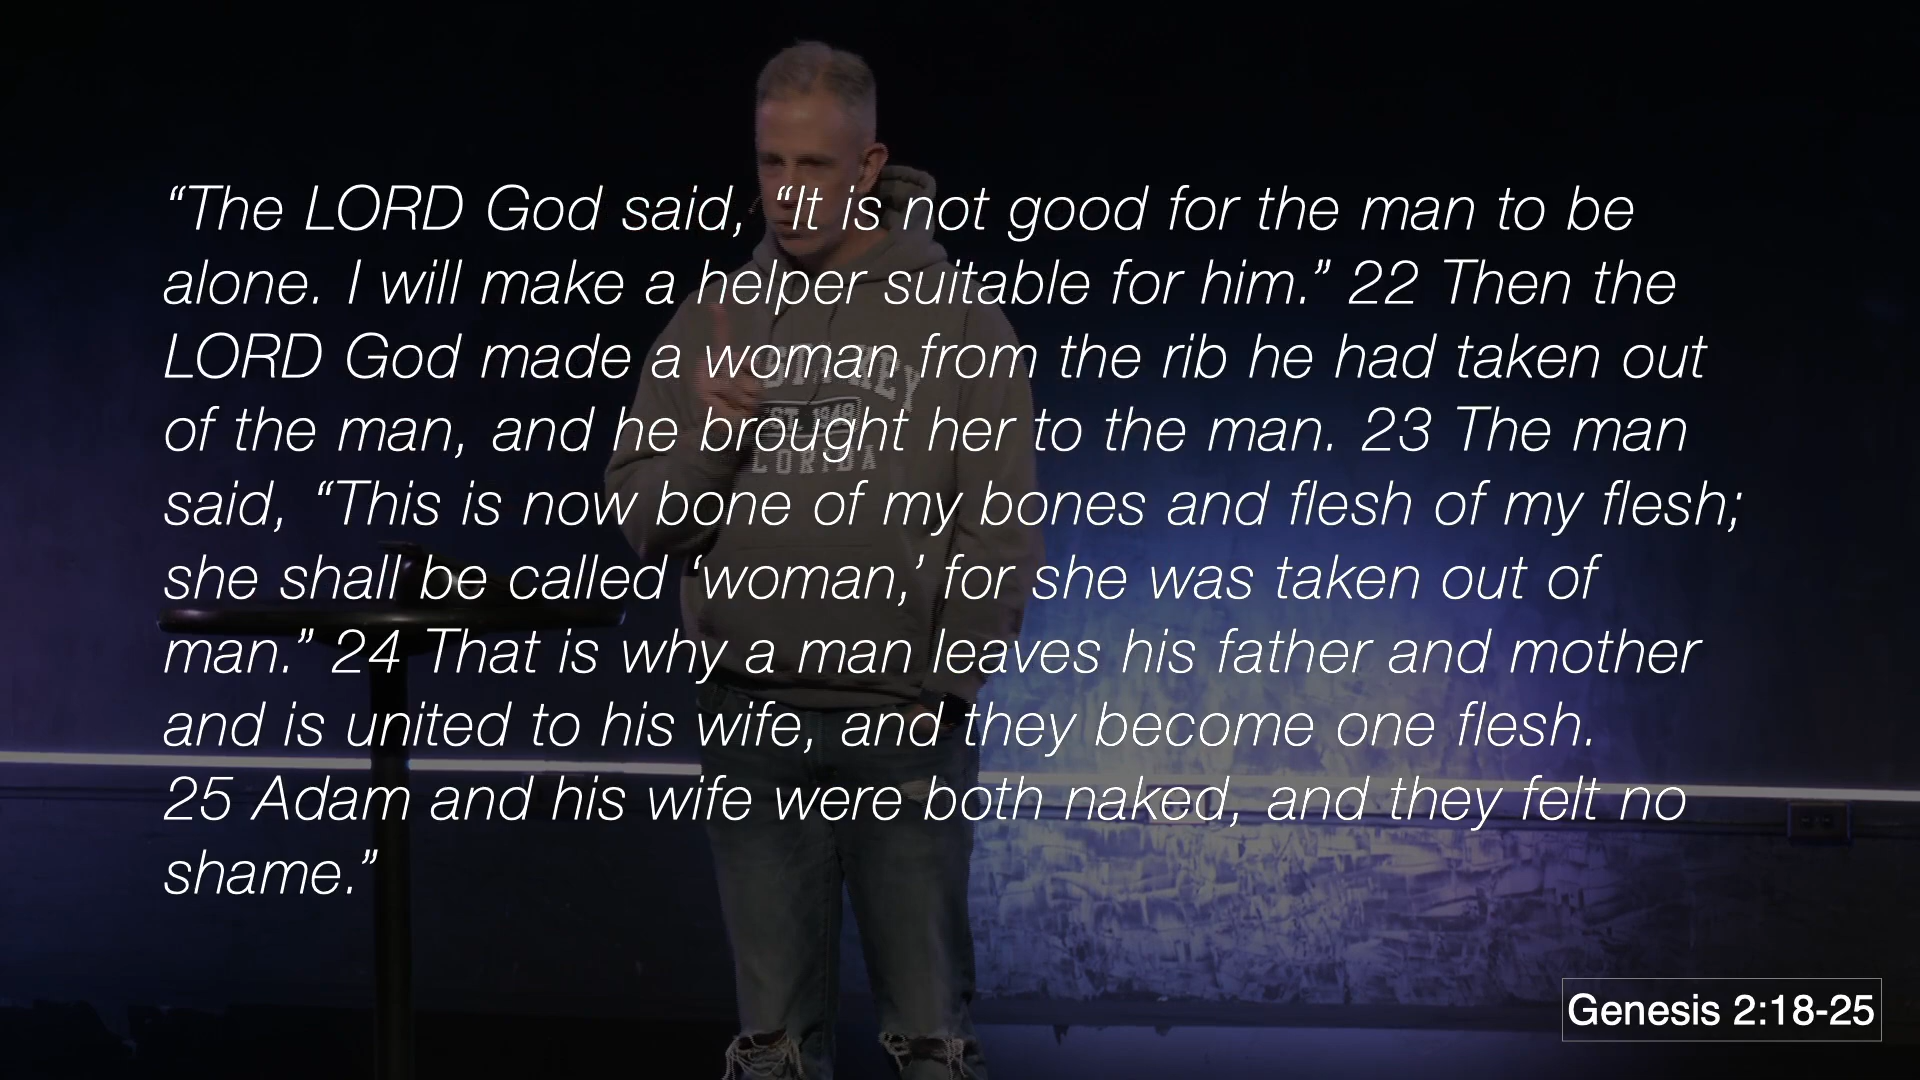 “The LORD God said, “It is not good for the man to be
alone. I will make a helper suitable for him.” 22 Then the
LORD God made a woman from the rib he had taken out
of the man, and he brought her to the man. 23 The man
said, “This is now bone of my bones and flesh of my flesh;
she shall be called ‘woman,’ for she was taken out of
man.” 24 That is why a man leaves his father and mother
and is united to his wife, and they become one flesh.
25 Adam and his wife were both naked, and they felt no
shame.”
Genesis 2:18-25